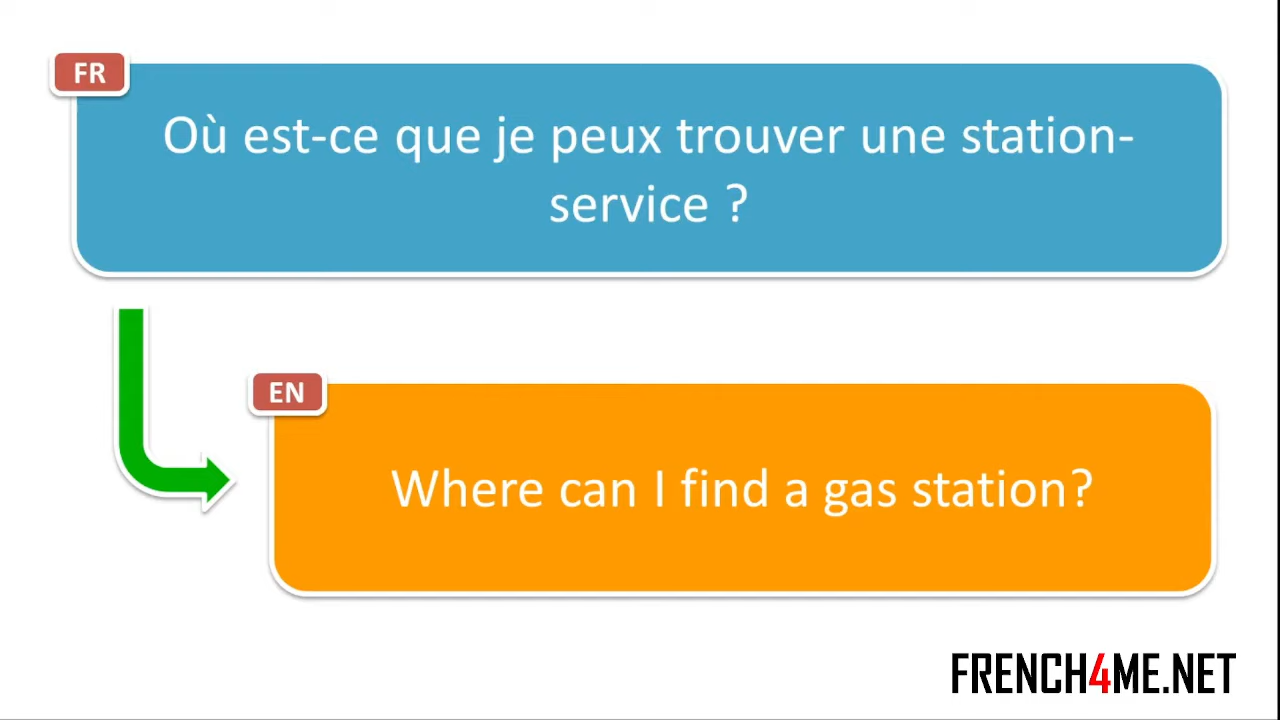 FR
Où est-ce que je peux trouver une station-
service ?
EN
Where can I find a gas station?
FRENCH4ME.NET